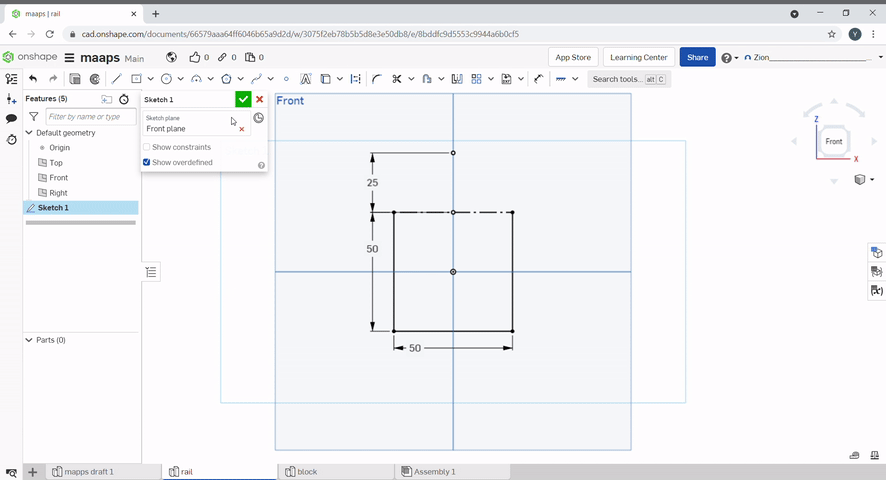 maaps | rail
cad.onshape.com/documents/66579aaa64ff6046b65a9d2d/w/3075f2eb78b5b5d8e3e50db8/e/8bddfc9d5553c9944a6b0cf5
Y
onshape maaps Main 0 0 0 App Store Learning Center Share Zion
Search tools... alt C
Features (5)
Filter by name or type
Default geometry
Origin
Top
Front
Right
Sketch 1
Parts (0)
Sketch 1
Sketch plane
Front plane
Show constraints
Show overdefined
Front
25
50
50
Z
Front
X
mapps draft 1 rail block Assembly 1